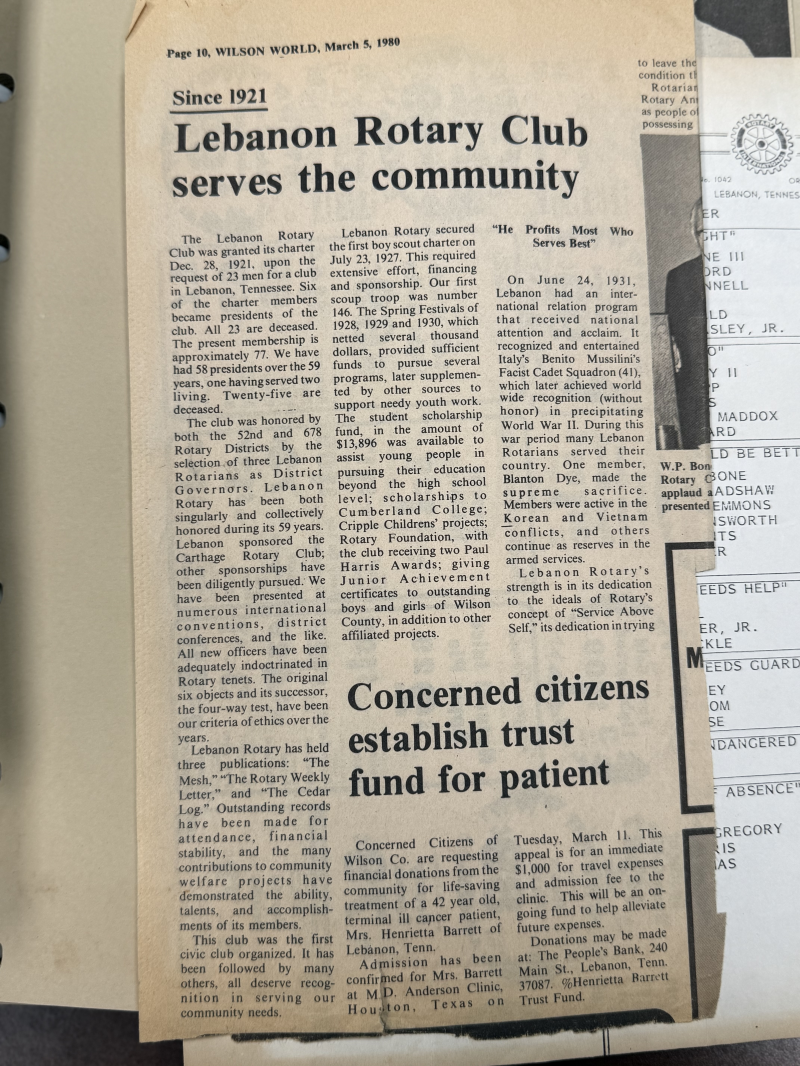 Page 10, WILSON WORLD, March 5, 1980
Since 1921
Lebanon Rotary Club
serves the community
The Lebanon Rotary
Club was granted its charter
Dec. 28, 1921, upon the
request of 23 men for a club
in Lebanon, Tennesee. Six
of the charter members
became presidents of the
club. All 23 are deceased.
The present membership is
approximately 77. We have
had 58 presidents over the 59
years, one having served two
living. Twenty-five are
deceased.
The club was honored by
both the 52nd and 678
Rotary Districts by the
selection of three Lebanon
Rotarians as District
Governors. Lebanon
Rotary has been both
singularly and collectively
honored during its 59 years.
Lebanon sponsored the
Carthage Rotary Club;
other sponsorships have
been diligently pursued. We
have been presented at
numerous international
conventions, district
conferences, and the like.
All new officers have been
adequately indoctrinated in
Rotary tenets. The original
six objects and its successor,
the four-way test, have been
our criteria of ethics over the
years.
Lebanon Rotary has held
three publications: "The
Mesh," "The Rotary Weekly
Letter," and "The Cedar
Log." Outstanding records
have been made for
attendance, financial
stability, and the many
contributions to community
welfare projects have
demonstrated the ability,
talents, and accomplish-
ments of its members.
This club was the first
civic club organized. It has
been followed by many
others, all deserve recog-
nition in serving our
community needs.
Lebanon Rotary secured
the first boy scout charter on
July 23, 1927. This required
extensive effort, financing
and sponsorship. Our first
scoup troop was number
146. The Spring Festivals of
1928, 1929 and 1930, which
netted several thousand
dollars, provided sufficient
funds to pursue several
programs, later supplemen-
ted by other sources to
support needy youth work.
The student scholarship
fund, in the amount of
$13,896 was available to
assist young people in
pursuing their education
beyond the high school
level; scholarships to
Cumberland College;
Cripple Childrens' projects;
Rotary Foundation, with
the club receiving two Paul
Harris Awards; giving
Junior Achievement
certificates to outstanding
boys and girls of Wilson
County, in addition to other
affiliated projects.
"He Profits Most Who
Serves Best"
On June 24, 1931,
Lebanon had an inter-
national relation program
that received national
attention and acclaim. It
recognized and entertained
Italy's Benito Mussilini's
Facist Cadet Squadron (41),
which later achieved world
wide recognition (without
honor) in precipitating
World War II. During this
war period many Lebanon
Rotarians served their
country. One member,
Blanton Dye, made the
supreme sacrifice.
Members were active in the
Korean and Vietnam
conflicts, and others
continue as reserves in the
armed services.
Lebanon Rotary's
strength is in its dedication
to the ideals of Rotary's
concept of "Service Above
Self," its dedication in trying
to leave the
condition
Rotarian
Rotary
as people
possessing
W.P.
Rotary
applaud
presented
Concerned citizens
establish trust
fund for patient
Concerned Citizens of
Wilson Co. are requesting
financial donations from the
community for life-saving
treatment of a 42 year old,
terminal ill cancer patient,
Mrs. Henrietta Barrett of
Lebanon, Tenn.
Admission has been
confirmed for Mrs. Barrett
at M.D. Anderson Clinic,
Houston, Texas on
Tuesday, March 11. This
appeal is for an immediate
$1,000 for travel expenses
and admission fee to the
clinic. This will be an on-
going fund to help alleviate
future expenses.
Donations may be made
at: The People's Bank, 240
Main St., Lebanon, Tenn.
37087. %Henrietta Barrett
Trust Fund.
M
ROTARY
INTERNATIONAL
1042
LEBANON, TENNES
III
JR.
II
MADDOX
BE
HELP"
JR.
GUARD
ABSENCE"
GREGORY